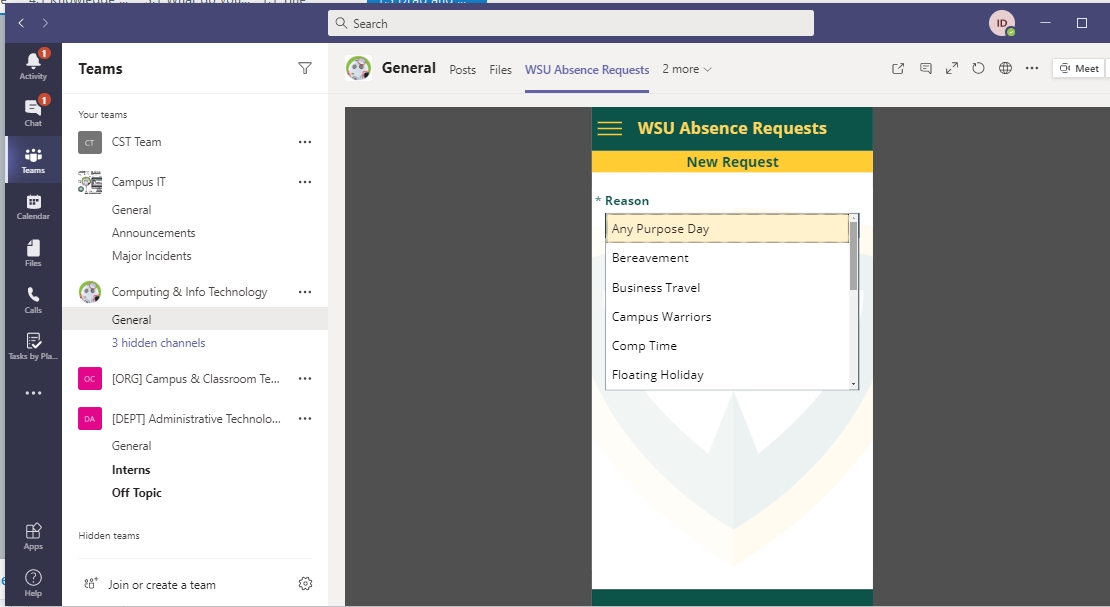 Search
ID
1
Activity
1
Chat
Teams
Calendar
Files
Calls
Tasks by Pla...
Apps
Help
Teams
Your teams
CT CST Team
Campus IT
General
Announcements
Major Incidents
Computing & Info Technology
General
3 hidden channels
OC [ORG] Campus & Classroom Te...
DA [DEPT] Administrative Technolo...
General
Interns
Off Topic
Hidden teams
Join or create a team
General Posts Files WSU Absence Requests 2 more
Meet
WSU Absence Requests
New Request
* Reason
Any Purpose Day
Bereavement
Business Travel
Campus Warriors
Comp Time
Floating Holiday